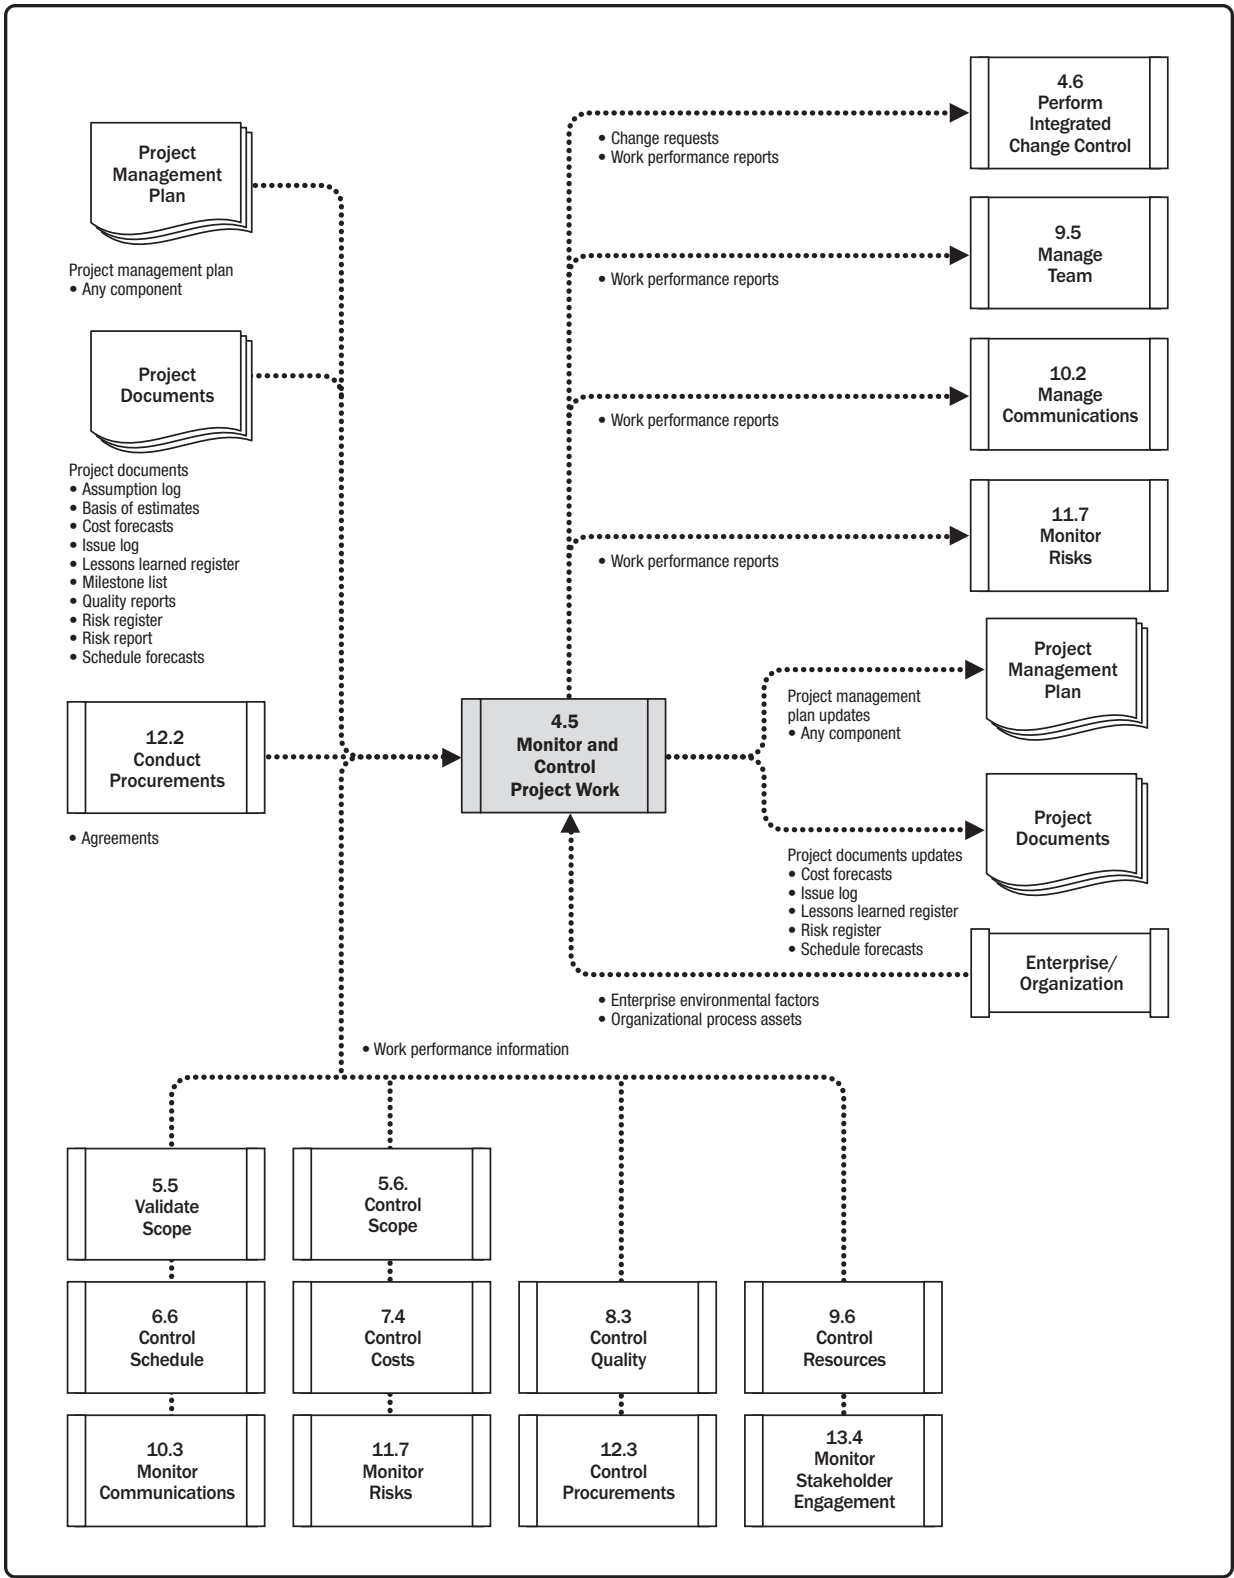 Project
Management
Plan
Project management plan
• Any component
Project
Documents
Project documents
• Assumption log
• Basis of estimates
• Cost forecasts
• Issue log
• Lessons learned register
• Milestone list
• Quality reports
• Risk register
• Risk report
• Schedule forecasts
12.2
Conduct
Procurements
• Agreements
4.6
Perform
Integrated
Change Control
• Change requests
• Work performance reports
9.5
Manage
Team
• Work performance reports
10.2
Manage
Communications
• Work performance reports
11.7
Monitor
Risks
• Work performance reports
4.5
Monitor and
Control
Project Work
Project
Management
Plan
Project management
plan updates
• Any component
Project
Documents
Project documents updates
• Cost forecasts
• Issue log
• Lessons learned register
• Risk register
• Schedule forecasts
Enterprise/
Organization
• Enterprise environmental factors
• Organizational process assets
• Work performance information
5.5
Validate
Scope
5.6.
Control
Scope
6.6
Control
Schedule
7.4
Control
Costs
8.3
Control
Quality
9.6
Control
Resources
10.3
Monitor
Communications
11.7
Monitor
Risks
12.3
Control
Procurements
13.4
Monitor
Stakeholder
Engagement